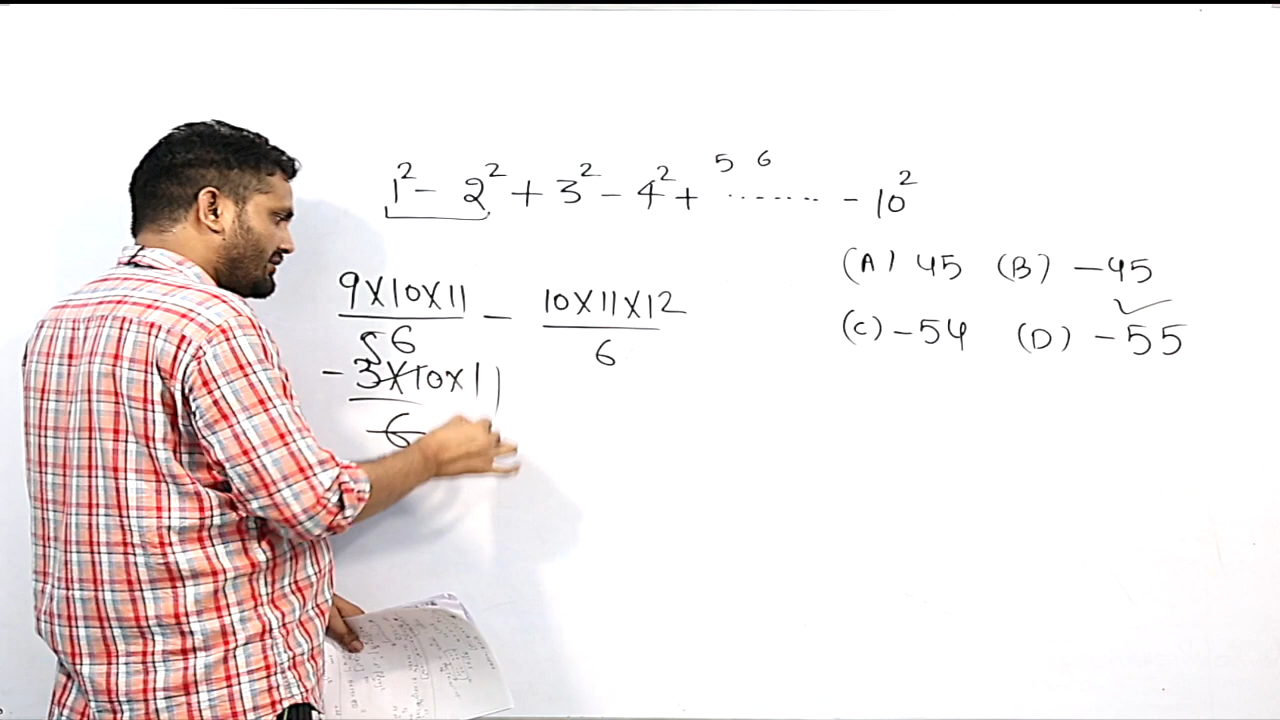 1² - 2² + 3² - 4² + ........ - 10²
5 6
(A) 45 (B) -45
(C) -54 (D) -55 ✓
9×10×11/6 - 10×11×12/6
5
-3×10×11/6